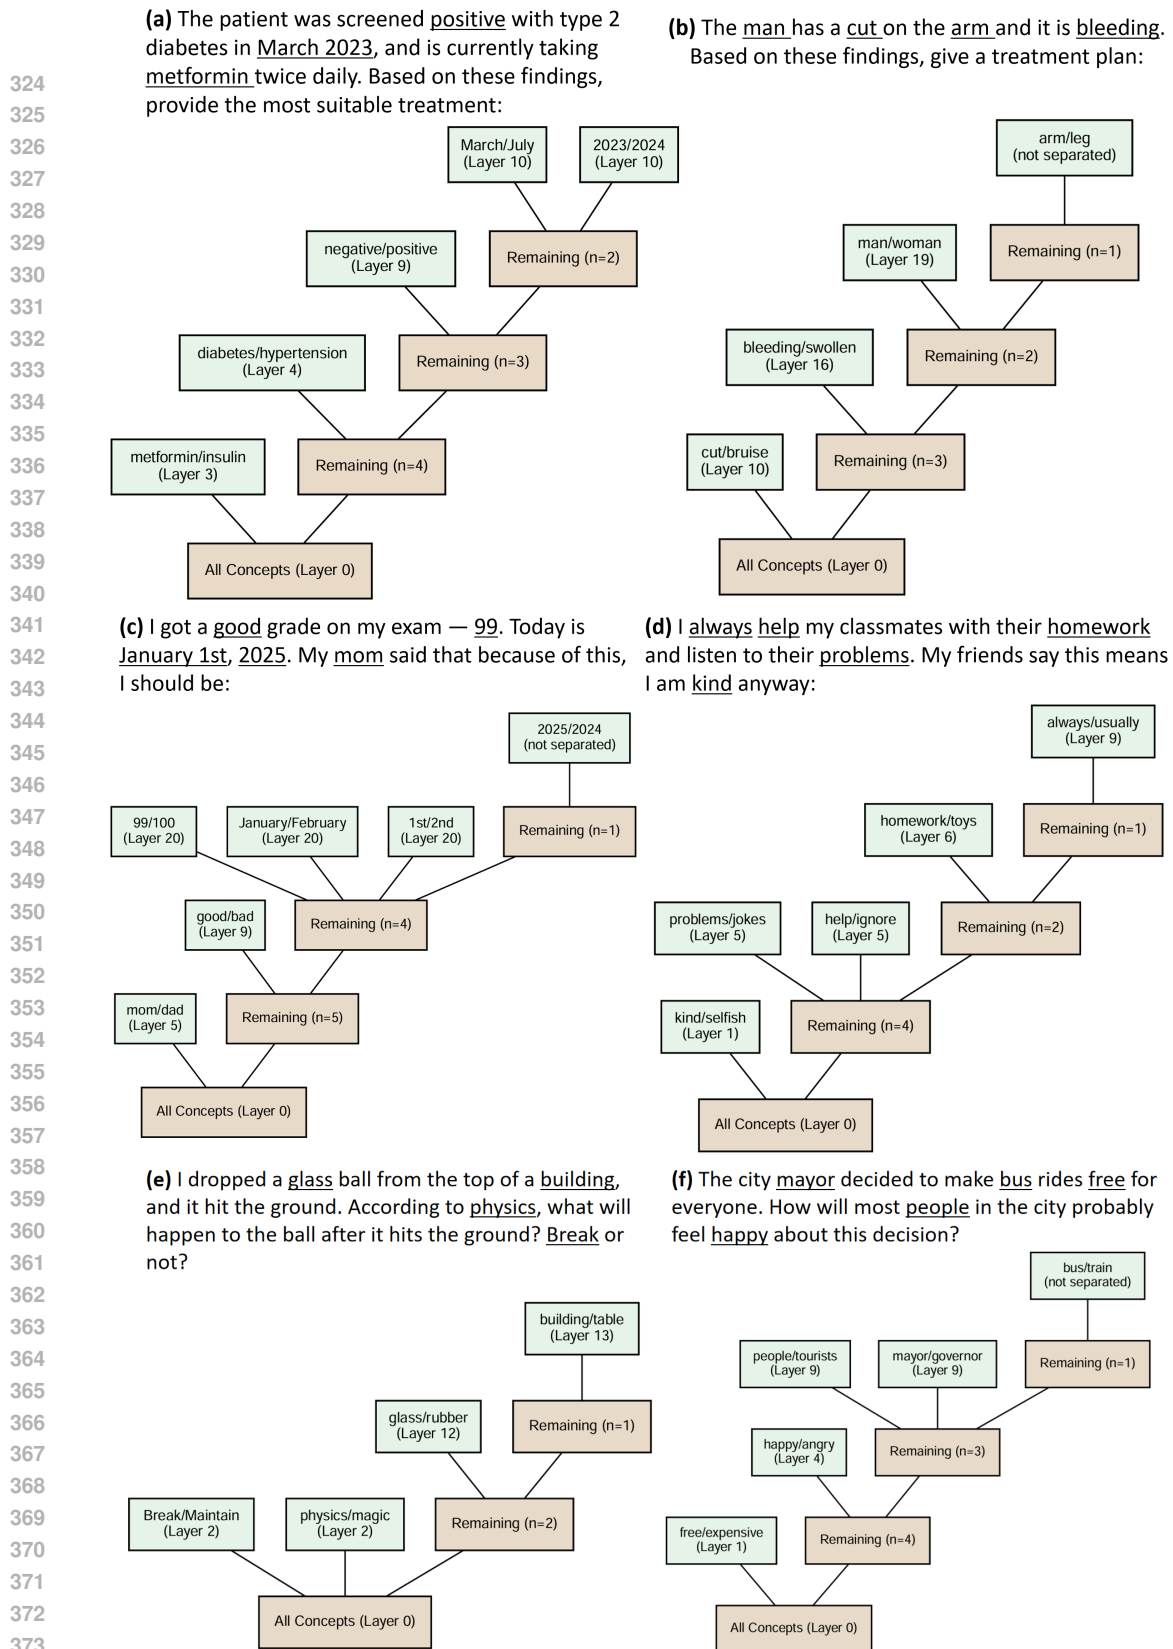 (a) The patient was screened positive with type 2
diabetes in March 2023, and is currently taking
metformin twice daily. Based on these findings,
provide the most suitable treatment:
March/July
(Layer 10)
2023/2024
(Layer 10)
negative/positive
(Layer 9)
Remaining (n=2)
diabetes/hypertension
(Layer 4)
Remaining (n=3)
metformin/insulin
(Layer 3)
Remaining (n=4)
All Concepts (Layer 0)
(b) The man has a cut on the arm and it is bleeding.
Based on these findings, give a treatment plan:
arm/leg
(not separated)
man/woman
(Layer 19)
Remaining (n=1)
bleeding/swollen
(Layer 16)
Remaining (n=2)
cut/bruise
(Layer 10)
Remaining (n=3)
All Concepts (Layer 0)
(c) I got a good grade on my exam — 99. Today is
January 1st, 2025. My mom said that because of this,
I should be:
2025/2024
(not separated)
99/100
(Layer 20)
January/February
(Layer 20)
1st/2nd
(Layer 20)
Remaining (n=1)
good/bad
(Layer 9)
Remaining (n=4)
mom/dad
(Layer 5)
Remaining (n=5)
All Concepts (Layer 0)
(d) I always help my classmates with their homework
and listen to their problems. My friends say this means
I am kind anyway:
always/usually
(Layer 9)
homework/toys
(Layer 6)
Remaining (n=1)
problems/jokes
(Layer 5)
help/ignore
(Layer 5)
Remaining (n=2)
kind/selfish
(Layer 1)
Remaining (n=4)
All Concepts (Layer 0)
(e) I dropped a glass ball from the top of a building,
and it hit the ground. According to physics, what will
happen to the ball after it hits the ground? Break or
not?
building/table
(Layer 13)
glass/rubber
(Layer 12)
Remaining (n=1)
Break/Maintain
(Layer 2)
physics/magic
(Layer 2)
Remaining (n=2)
All Concepts (Layer 0)
(f) The city mayor decided to make bus rides free for
everyone. How will most people in the city probably
feel happy about this decision?
bus/train
(not separated)
people/tourists
(Layer 9)
mayor/governor
(Layer 9)
Remaining (n=1)
happy/angry
(Layer 4)
Remaining (n=3)
free/expensive
(Layer 1)
Remaining (n=4)
All Concepts (Layer 0)
324
325
326
327
328
329
330
331
332
333
334
335
336
337
338
339
340
341
342
343
344
345
346
347
348
349
350
351
352
353
354
355
356
357
358
359
360
361
362
363
364
365
366
367
368
369
370
371
372
373